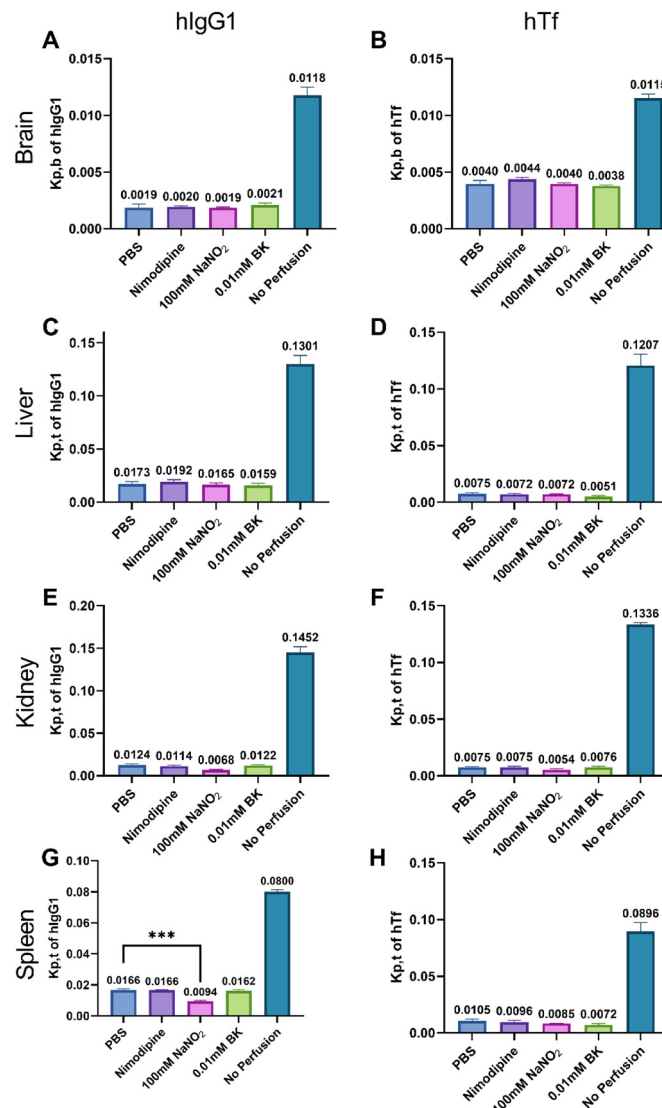 hIgG1
hTf
Brain
A
Kp,b of hIgG1
0.015
0.010
0.005
0.000
0.0019
0.0020
0.0019
0.0021
0.0118
PBS
Nimodipine
100mM NaNO₂
0.01mM BK
No Perfusion
B
Kp,b of hTf
0.015
0.010
0.005
0.000
0.0040
0.0044
0.0040
0.0038
0.0115
PBS
Nimodipine
100mM NaNO₂
0.01mM BK
No Perfusion
Liver
C
Kp,t of hIgG1
0.15
0.10
0.05
0.00
0.0173
0.0192
0.0165
0.0159
0.1301
PBS
Nimodipine
100mM NaNO₂
0.01mM BK
No Perfusion
D
Kp,t of hTf
0.15
0.10
0.05
0.00
0.0075
0.0072
0.0072
0.0051
0.1207
PBS
Nimodipine
100mM NaNO₂
0.01mM BK
No Perfusion
Kidney
E
Kp,t of hIgG1
0.20
0.15
0.10
0.05
0.00
0.0124
0.0114
0.0068
0.0122
0.1452
PBS
Nimodipine
100mM NaNO₂
0.01mM BK
No Perfusion
F
Kp,t of hTf
0.15
0.10
0.05
0.00
0.0075
0.0075
0.0054
0.0076
0.1336
PBS
Nimodipine
100mM NaNO₂
0.01mM BK
No Perfusion
Spleen
G
Kp,t of hIgG1
0.10
0.08
0.06
0.04
0.02
0.00
***
0.0166
0.0166
0.0094
0.0162
0.0800
PBS
Nimodipine
100mM NaNO₂
0.01mM BK
No Perfusion
H
Kp,t of hTf
0.15
0.10
0.05
0.00
0.0105
0.0096
0.0085
0.0072
0.0896
PBS
Nimodipine
100mM NaNO₂
0.01mM BK
No Perfusion